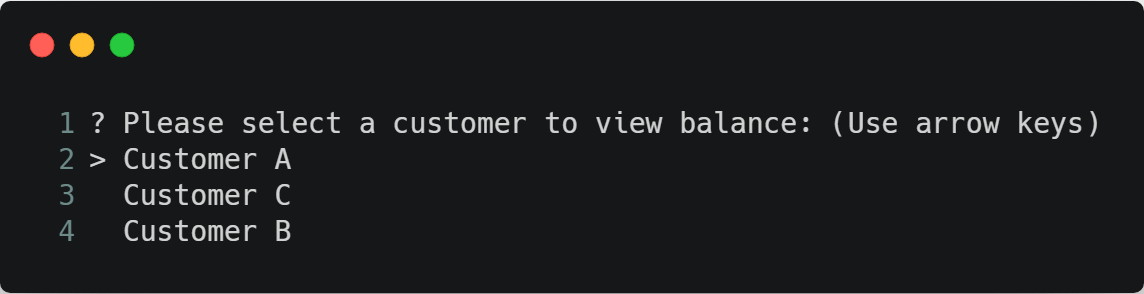 1 ? Please select a customer to view balance: (Use arrow keys)
2 > Customer A
3   Customer C
4   Customer B